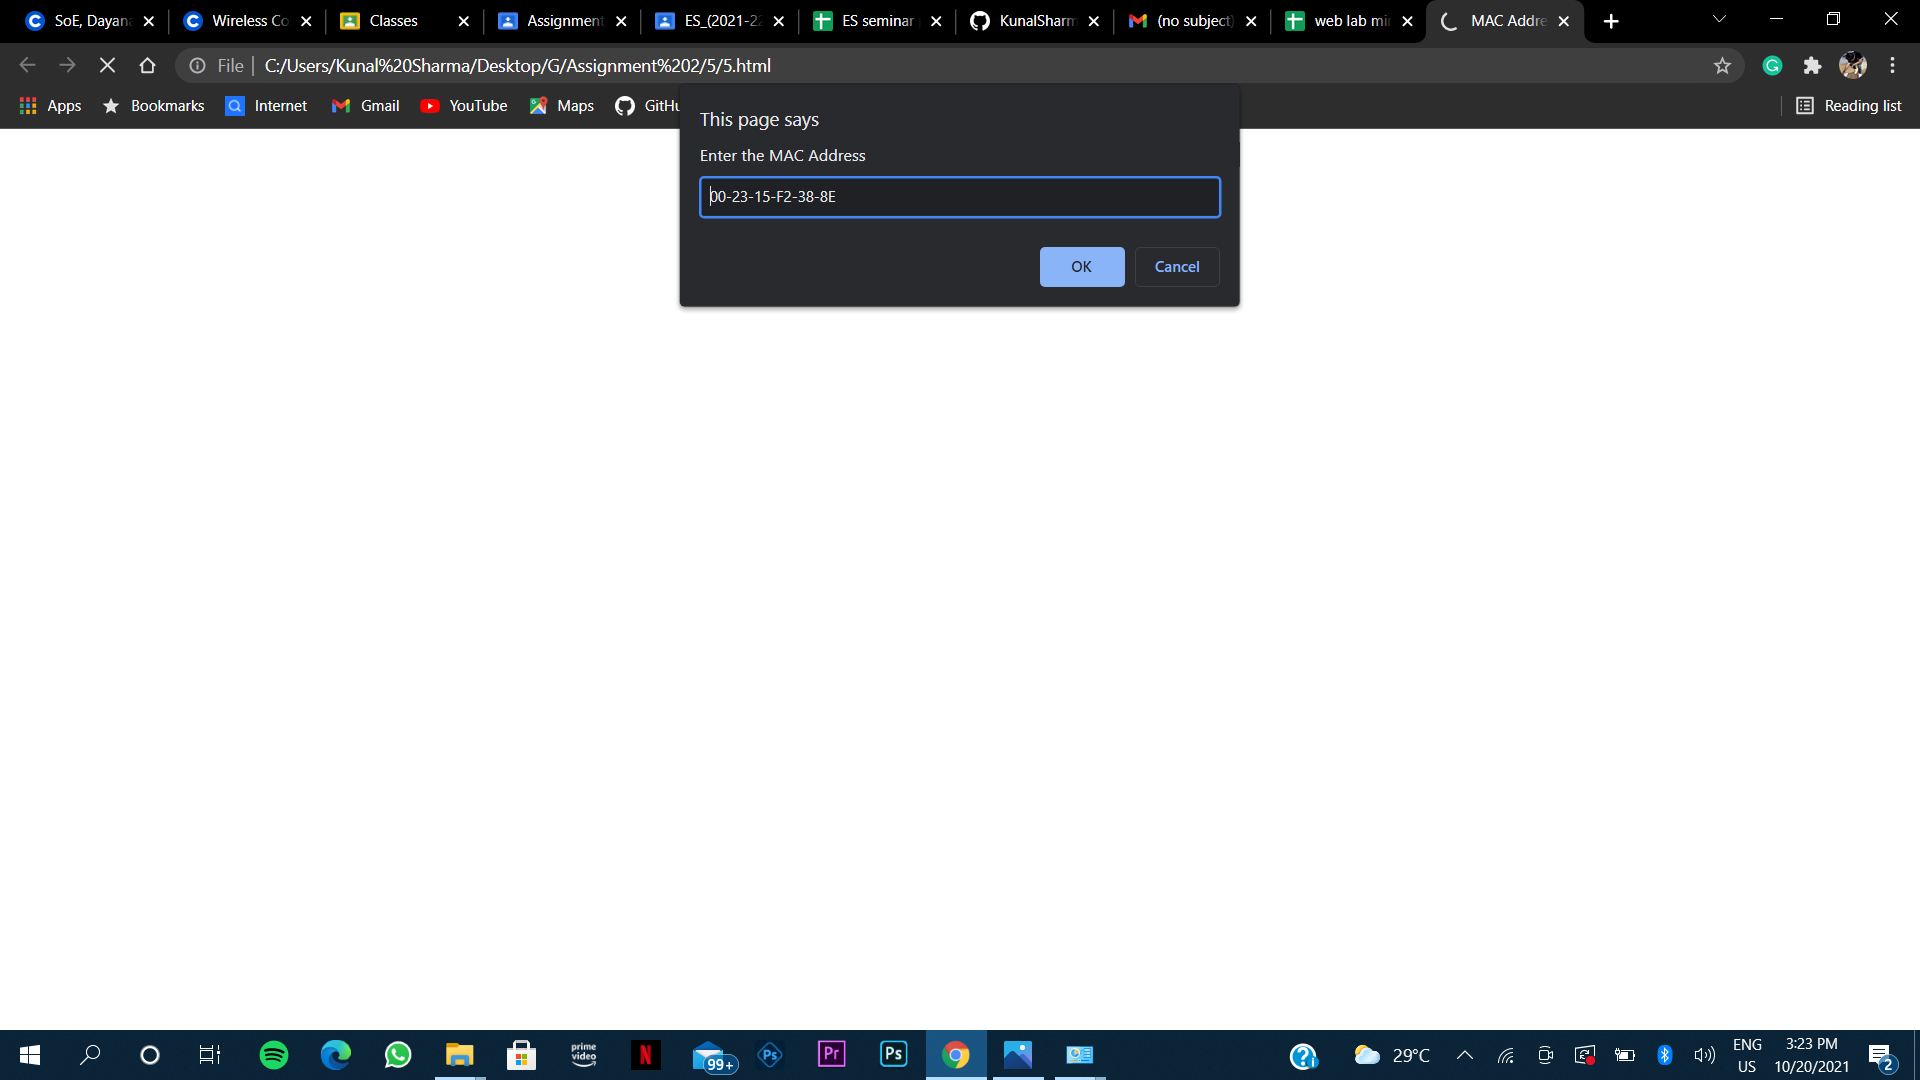 SoE, Dayan
Wireless Co
Classes
Assignment
ES_(2021-22
ES seminar
KunalSharm
(no subject)
web lab mi
MAC Addre
File
C:/Users/Kunal%20Sharma/Desktop/G/Assignment%202/5/5.html
Apps
Bookmarks
Internet
Gmail
YouTube
Maps
GitHu
Reading list
This page says
Enter the MAC Address
00-23-15-F2-38-8E
OK
Cancel
prime
video
N
99+
Ps
Pr
Ps
29°C
ENG
US
3:23 PM
10/20/2021
2